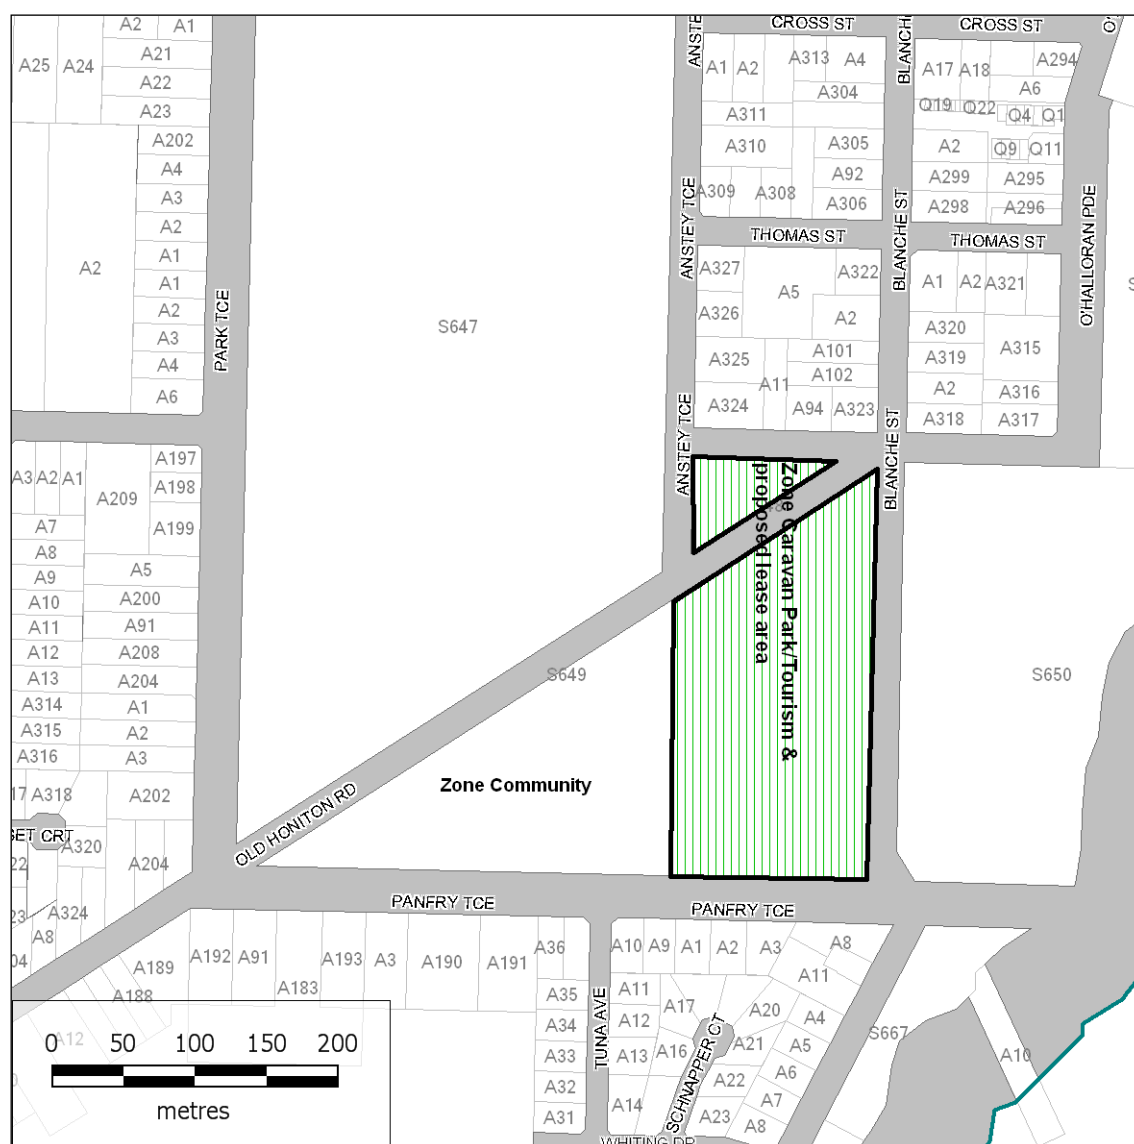 CROSS ST
CROSS ST
A2
A1
A21
A25
A24
A22
A23
A202
A4
A3
A2
A1
A2
A1
A2
A3
A4
A6
PARK TCE
S647
ANSTEY TCE
ANSTEY TCE
BLANCHE ST
BLANCHE ST
A1
A2
A313
A4
A304
A311
A310
A305
A92
A309
A308
A306
A17
A18
A294
A6
Q19
Q22
Q4
Q1
A2
Q9
Q11
A299
A295
A298
A296
THOMAS ST
THOMAS ST
O'HALLORAN PDE
A327
A322
A5
A326
A2
A325
A101
A102
A11
A324
A94
A323
A1
A2
A321
A320
A315
A319
A2
A316
A318
A317
A3
A2
A1
A197
A198
A209
A199
A7
A8
A9
A5
A10
A200
A11
A91
A12
A208
A13
A204
A314
A1
A315
A2
A316
A3
A318
A202
A320
A204
A324
A8
Zone Caravan Park/Tourism &
proposed lease area
S649
S650
Zone Community
OLD HONITON RD
PANFRY TCE
PANFRY TCE
A192
A91
A193
A3
A190
A191
A36
A189
A188
A183
A35
A34
A33
A32
A31
TUNA AVE
A10
A9
A1
A2
A3
A8
A11
A11
A17
A20
A4
A12
A13
A16
A21
A5
A22
A6
A14
A23
A7
A8
SCHNAPPER CT
WHITING DR
S667
A10
A12
0 50 100 150 200
metres